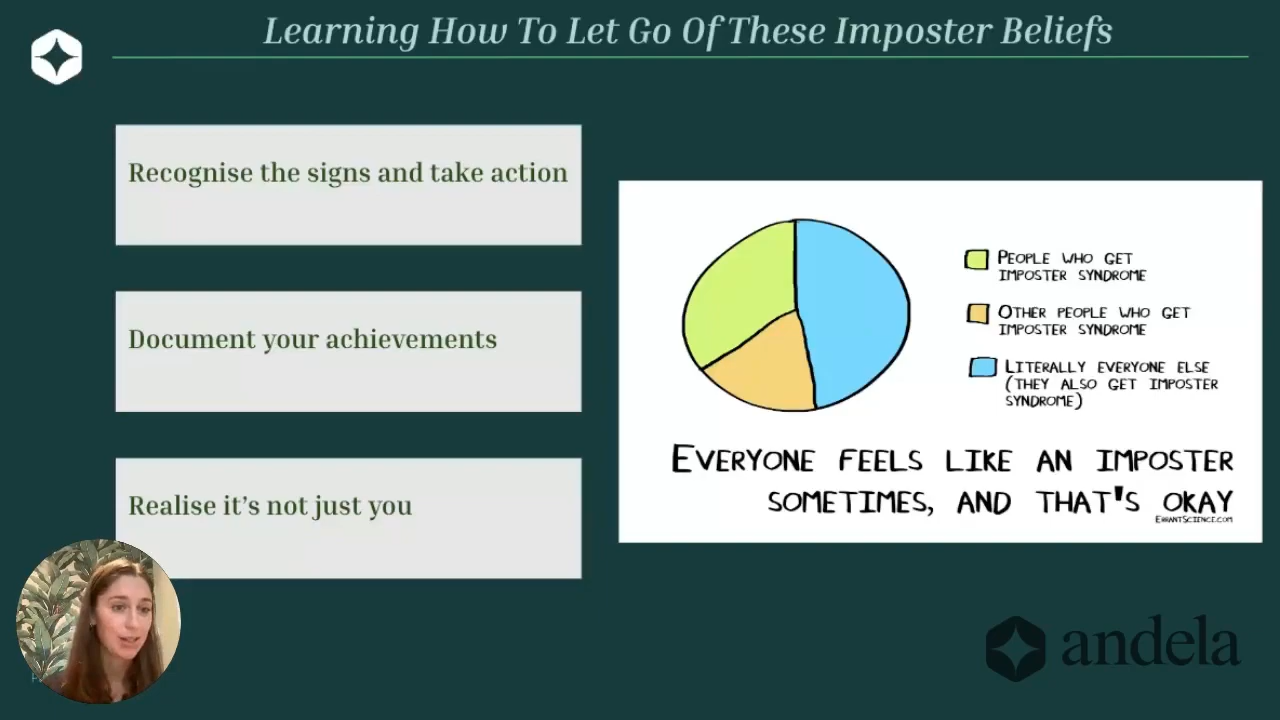 Learning How To Let Go Of These Imposter Beliefs
Recognise the signs and take action
Document your achievements
Realise it's not just you
People who get
imposter syndrome
Other people who get
imposter syndrome
Literally everyone else
(they also get imposter
syndrome)
Everyone feels like an imposter
sometimes, and that's okay
ErrantScience.com
andela